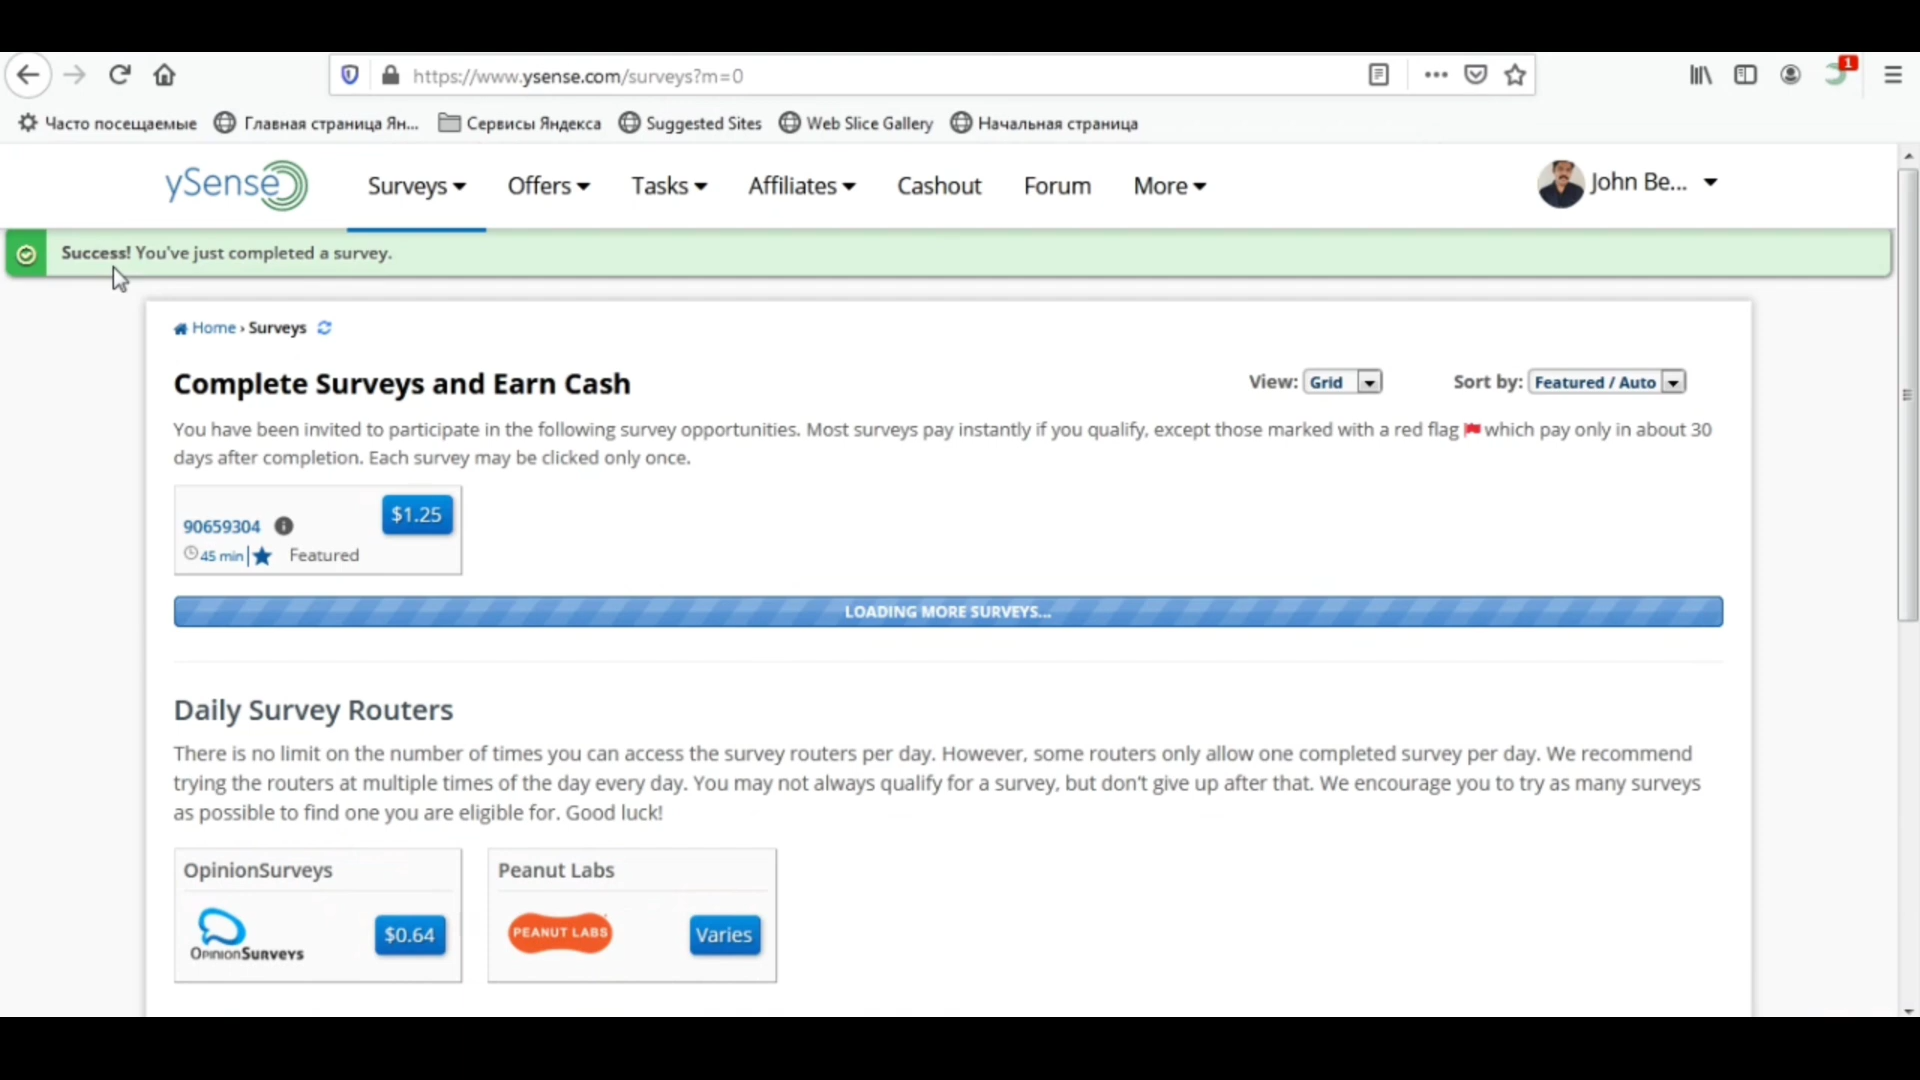 https://www.ysense.com/surveys?m=0
1
Часто посещаемые
Главная страница Ян...
Сервисы Яндекса
Suggested Sites
Web Slice Gallery
Начальная страница
ySense
Surveys
Offers
Tasks
Affiliates
Cashout
Forum
More
John Be...
Success! You've just completed a survey.
Home › Surveys
Complete Surveys and Earn Cash
View: Grid
Sort by: Featured / Auto
You have been invited to participate in the following survey opportunities. Most surveys pay instantly if you qualify, except those marked with a red flag which pay only in about 30
days after completion. Each survey may be clicked only once.
90659304
$1.25
45 min
Featured
LOADING MORE SURVEYS...
Daily Survey Routers
There is no limit on the number of times you can access the survey routers per day. However, some routers only allow one completed survey per day. We recommend
trying the routers at multiple times of the day every day. You may not always qualify for a survey, but don't give up after that. We encourage you to try as many surveys
as possible to find one you are eligible for. Good luck!
OpinionSurveys
OpinionSurveys
$0.64
Peanut Labs
PEANUT LABS
Varies